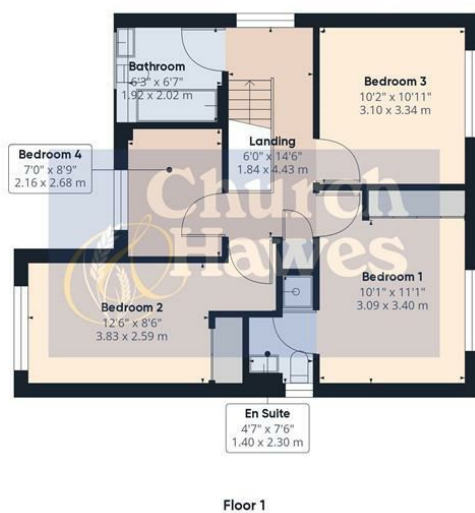 Bathroom
6'3" x 6'7"
1.92 x 2.02 m
Bedroom 3
10'2" x 10'11"
3.10 x 3.34 m
Bedroom 4
7'0" x 8'9"
2.16 x 2.68 m
Landing
6'0" x 14'6"
1.84 x 4.43 m
Church
& Hawes
Bedroom 1
10'1" x 11'1"
3.09 x 3.40 m
Bedroom 2
12'6" x 8'6"
3.83 x 2.59 m
En Suite
4'7" x 7'6"
1.40 x 2.30 m
Floor 1